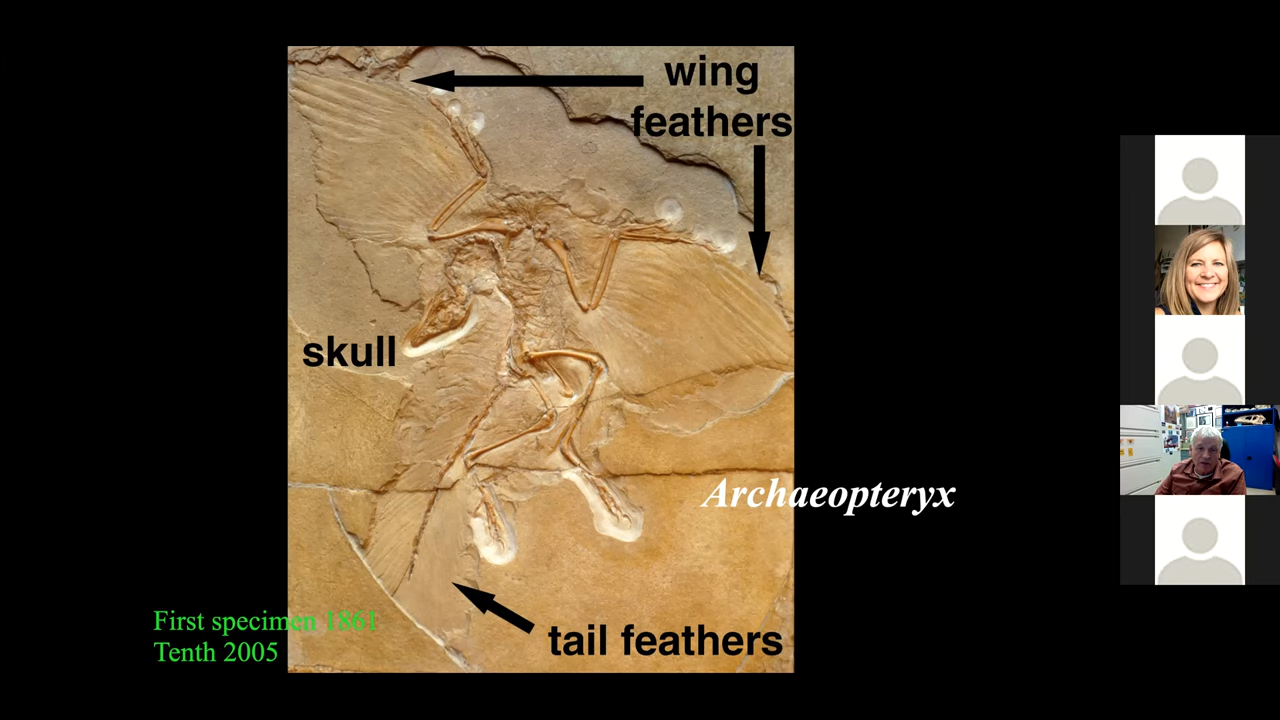 wing
feathers
skull
Archaeopteryx
First specimen 1861
Tenth 2005
tail feathers